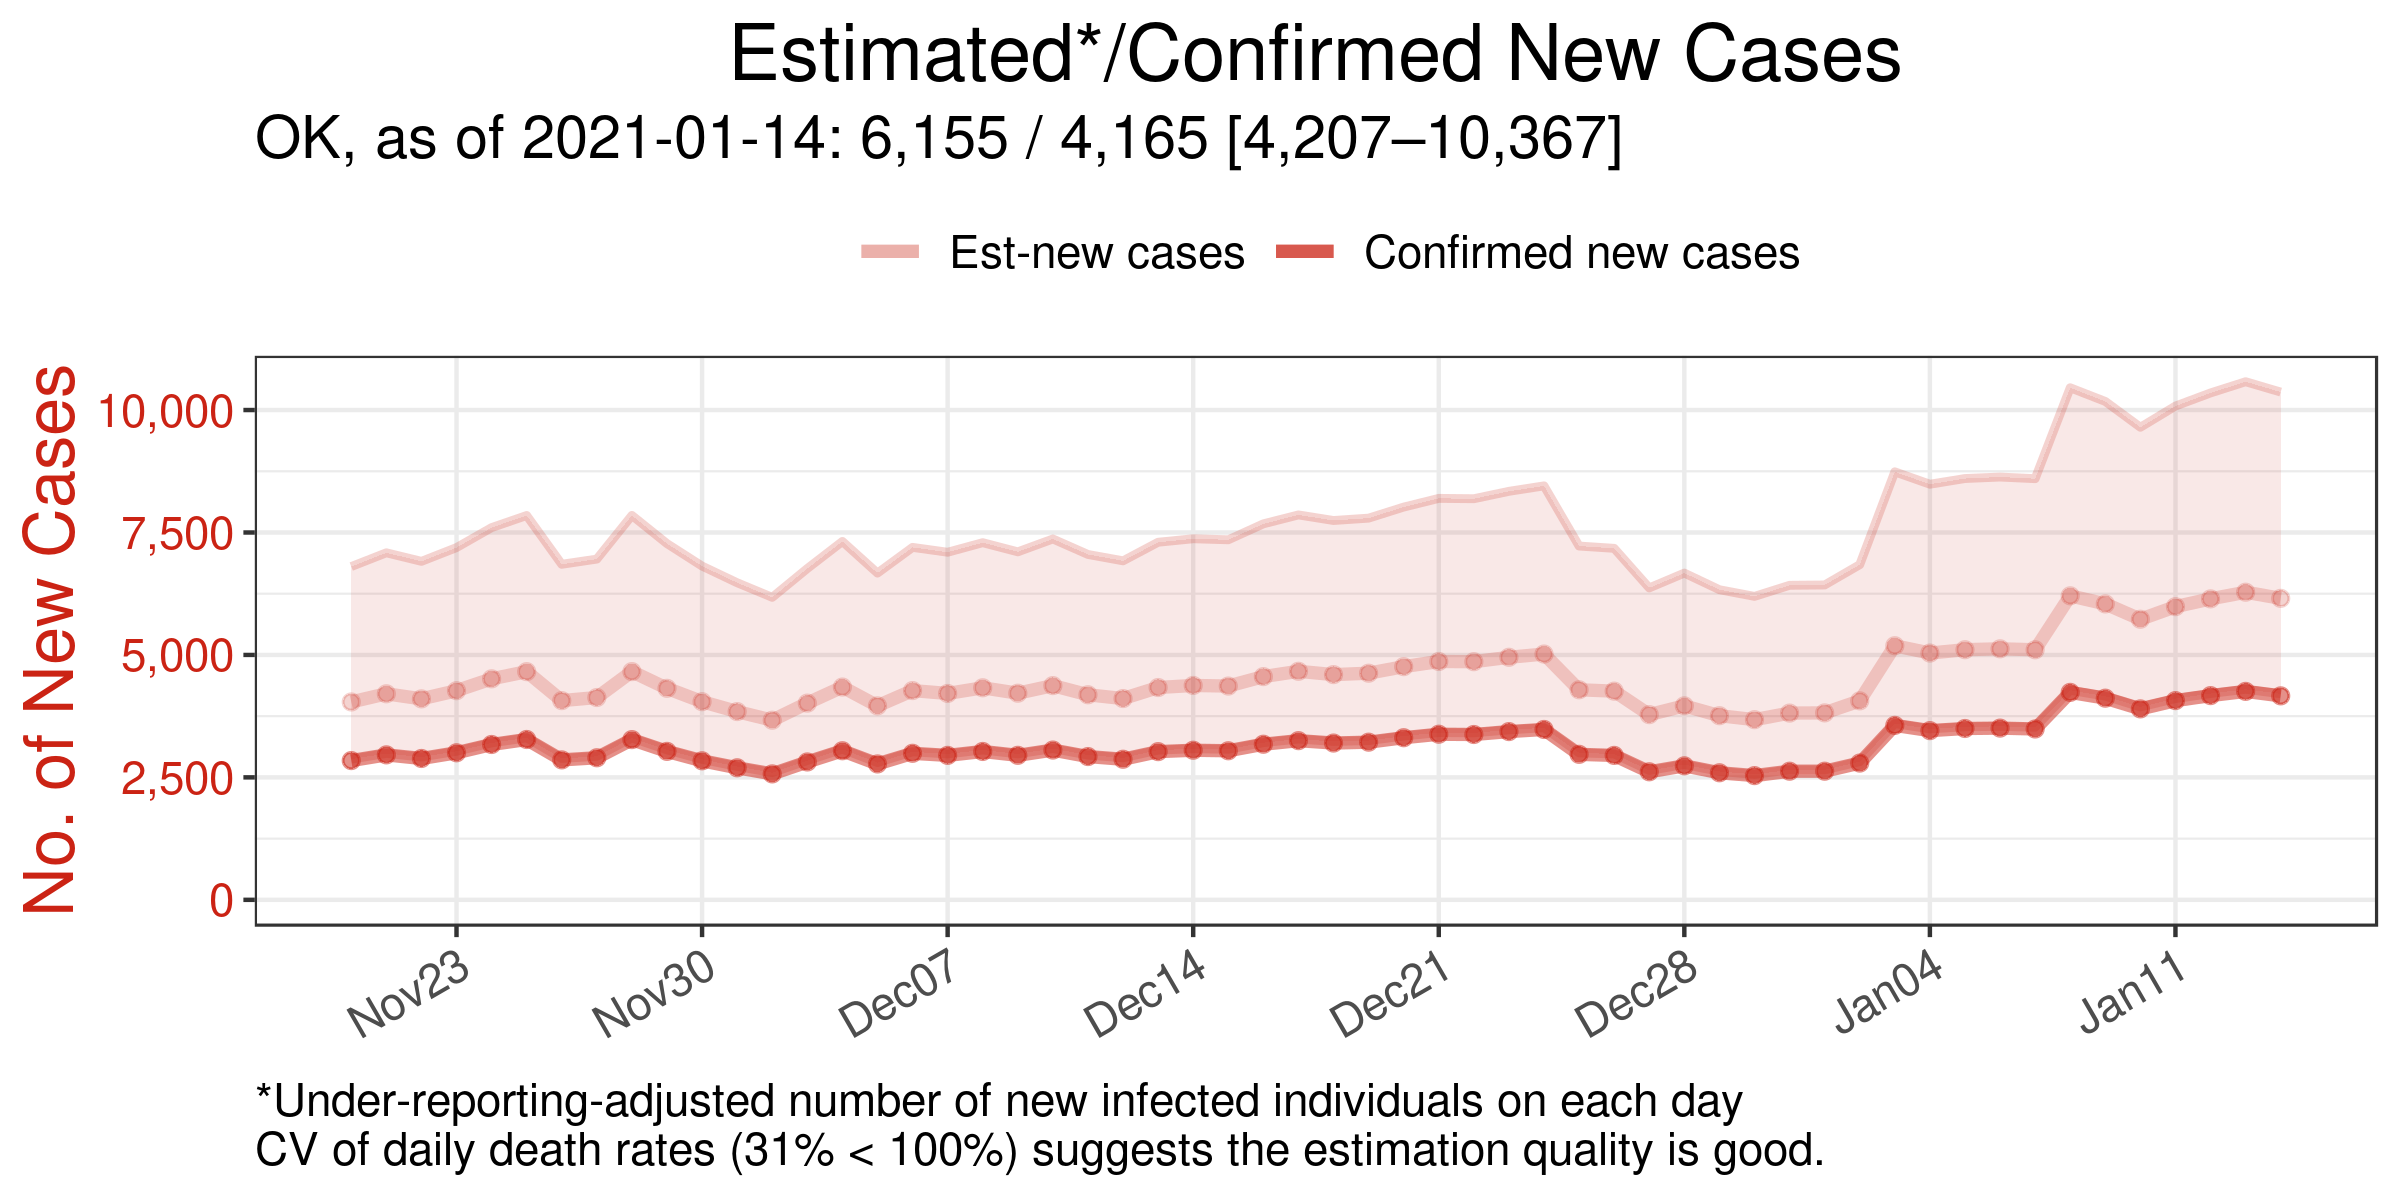 Estimated*/Confirmed New Cases
OK, as of 2021-01-14: 6,155 / 4,165 [4,207–10,367]
Est-new cases Confirmed new cases
No. of New Cases
10,000
7,500
5,000
2,500
0
Nov23 Nov30 Dec07 Dec14 Dec21 Dec28 Jan04 Jan11
*Under-reporting-adjusted number of new infected individuals on each day
CV of daily death rates (31% < 100%) suggests the estimation quality is good.